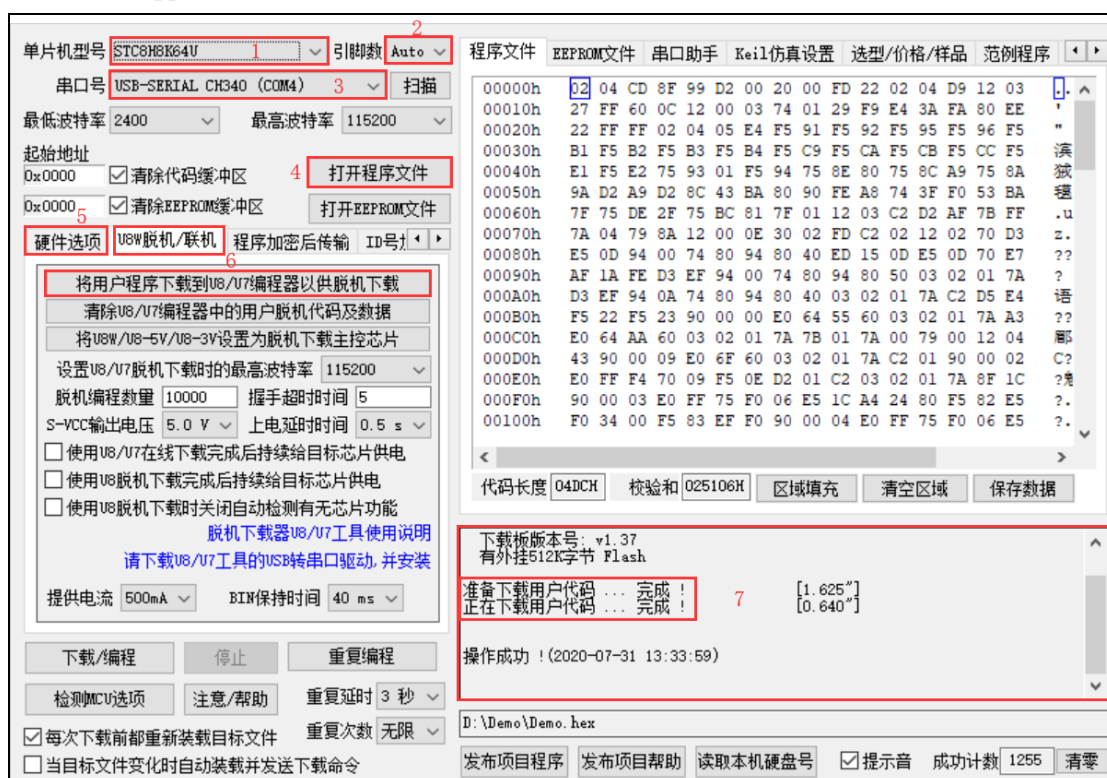 单片机型号 STC8H8K64U 1 引脚数 Auto 2
串口号 USB-SERIAL CH340 (COM4) 3 扫描
最低波特率 2400 最高波特率 115200
起始地址
0x0000 清除代码缓冲区 4 打开程序文件
0x0000 清除EEPROM缓冲区 打开EEPROM文件
5
硬件选项 U8W脱机/联机 程序加密后传输 ID号
6
将用户程序下载到U8/U7编程器以供脱机下载
清除U8/U7编程器中的用户脱机代码及数据
将U8W/U8-5V/U8-3V设置为脱机下载主控芯片
设置U8/U7脱机下载时的最高波特率 115200
脱机编程数量 10000 握手超时时间 5
S-VCC输出电压 5.0 V 上电延时时间 0.5 s
使用U8/U7在线下载完成后持续给目标芯片供电
使用U8脱机下载完成后持续给目标芯片供电
使用U8脱机下载时关闭自动检测有无芯片功能
脱机下载器U8/U7工具使用说明
请下载U8/U7工具的USB转串口驱动,并安装
提供电流 500mA BIN保持时间 40 ms
下载/编程 停止 重复编程
检测MCU选项 注意/帮助 重复延时 3 秒
每次下载前都重新装载目标文件 重复次数 无限
当目标文件变化时自动装载并发送下载命令
程序文件 EEPROM文件 串口助手 Keil仿真设置 选型/价格/样品 范例程序
00000h 02 04 CD 8F 99 D2 00 20 00 FD 22 02 04 D9 12 03 ..
00010h 27 FF 60 0C 12 00 03 74 01 29 F9 E4 3A FA 80 EE '
00020h 22 FF FF 02 04 05 E4 F5 91 F5 92 F5 95 F5 96 F5 "
00030h B1 F5 B2 F5 B3 F5 B4 F5 C9 F5 CA F5 CB F5 CC F5 滨
00040h E1 F5 E2 75 93 01 F5 94 75 8E 80 75 8C A9 75 8A
00050h 9A D2 A9 D2 8C 43 BA 80 90 FE A8 74 3F F0 53 BA
00060h 7F 75 DE 2F 75 BC 81 7F 01 12 03 C2 D2 AF 7B FF .u
00070h 7A 04 79 8A 12 00 0E 30 02 FD C2 02 12 02 70 D3 z.
00080h E5 0D 94 00 74 80 94 80 40 ED 15 0D E5 0D 70 E7 ??
00090h AF 1A FE D3 EF 94 00 74 80 94 80 50 03 02 01 7A ?
000A0h D3 EF 94 0A 74 80 94 80 40 03 02 01 7A C2 D5 E4 语
000B0h F5 22 F5 23 90 00 00 E0 64 55 60 03 02 01 7A A3 ??
000C0h E0 64 AA 60 03 02 01 7A 7B 01 7A 00 79 00 12 04
000D0h 43 90 00 09 E0 6F 60 03 02 01 7A C2 01 90 00 02 C?
000E0h E0 FF F4 70 09 F5 0E D2 01 C2 03 02 01 7A 8F 1C
000F0h 90 00 03 E0 FF 75 F0 06 E5 1C A4 24 80 F5 82 E5 ?.
00100h F0 34 00 F5 83 EF F0 90 00 04 E0 FF 75 F0 06 E5 ?.
代码长度 04DCH 校验和 025106H 区域填充 清空区域 保存数据
下载板版本号: v1.37
有外挂512K字节 Flash
准备下载用户代码 ... 完成 ! [1.625"]
正在下载用户代码 ... 完成 ! 7 [0.640"]
操作成功 !(2020-07-31 13:33:59)
D:\Demo\Demo.hex
发布项目程序 发布项目帮助 读取本机硬盘号 提示音 成功计数 1255 清零